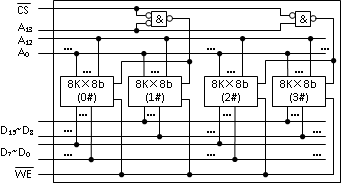 CS
&
&
A₁₃
A₁₂
...
...
A₀
...
...
...
...
8K×8b
(0#)
8K×8b
(1#)
8K×8b
(2#)
8K×8b
(3#)
...
...
...
...
D₁₅~D₈
...
...
D₇~D₀
...
...
WE